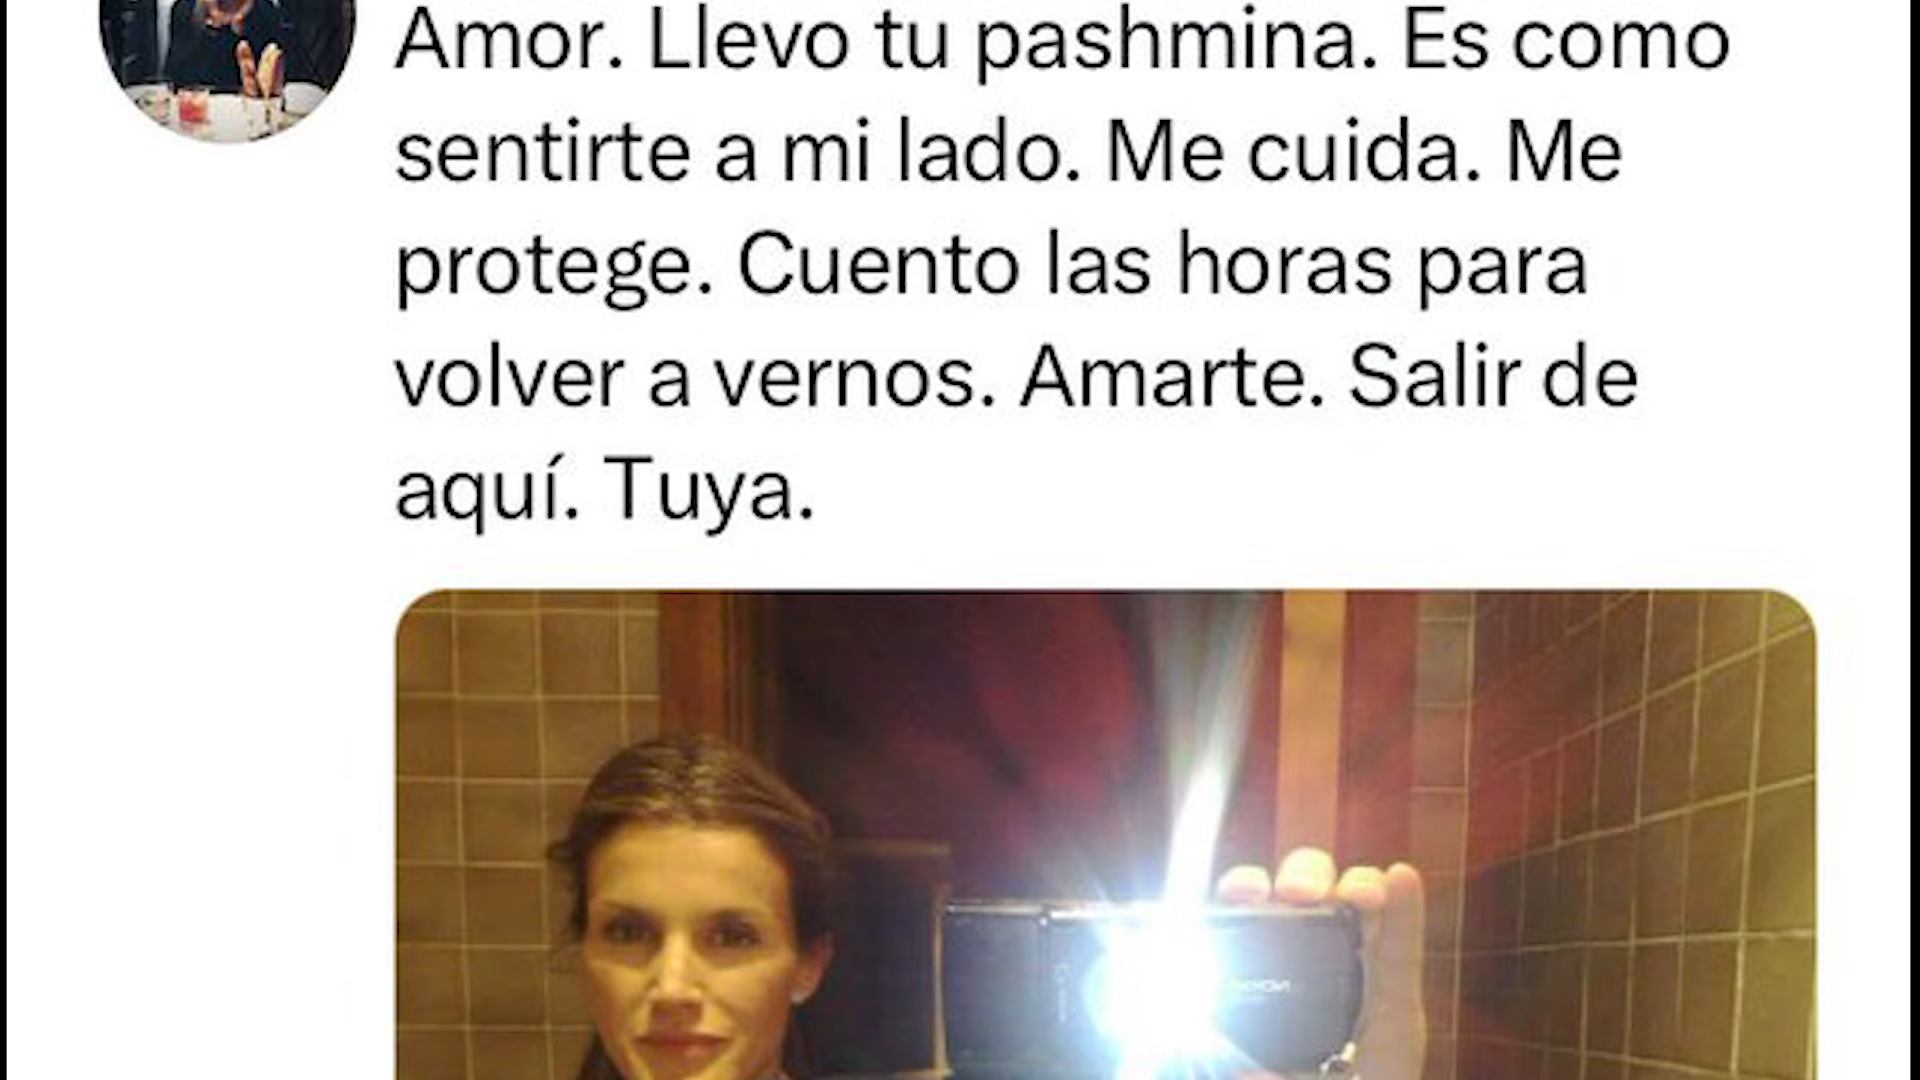 Amor. Llevo tu pashmina. Es como
sentirte a mi lado. Me cuida. Me
protege. Cuento las horas para
volver a vernos. Amarte. Salir de
aquí. Tuya.